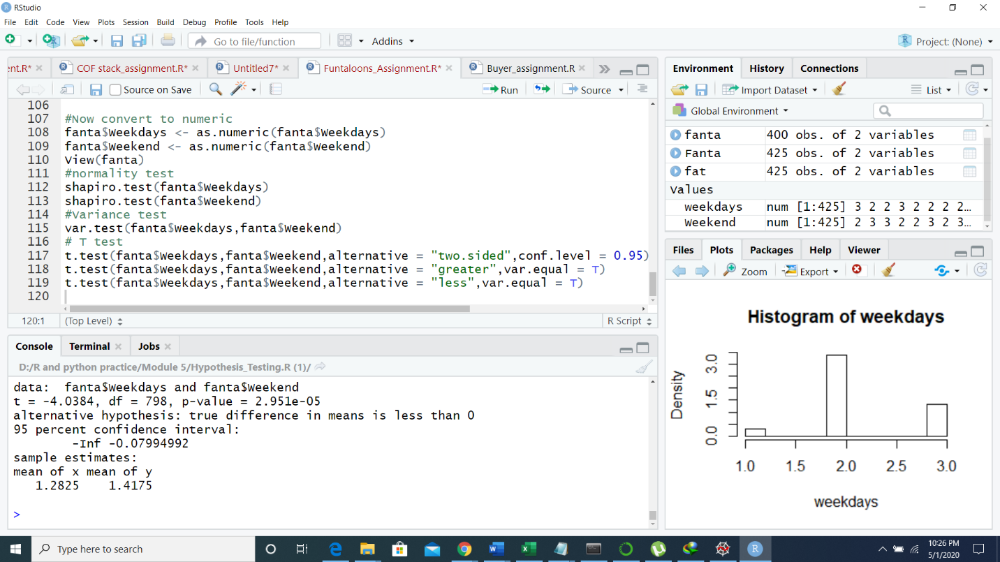 RStudio
File Edit Code View Plots Session Build Debug Profile Tools Help
Go to file/function
Addins
Project: (None)
ent.R*
COF stack_assignment.R*
Untitled7*
Funtaloons_Assignment.R*
Buyer_assignment.R
Source on Save
Run
Source
106
107 #Now convert to numeric
108 fanta$Weekdays <- as.numeric(fanta$Weekdays)
109 fanta$Weekend <- as.numeric(fanta$Weekend)
110 View(fanta)
111 #normality test
112 shapiro.test(fanta$Weekdays)
113 shapiro.test(fanta$Weekend)
114 #Variance test
115 var.test(fanta$Weekdays,fanta$Weekend)
116 # T test
117 t.test(fanta$Weekdays,fanta$Weekend,alternative = "two.sided",conf.level = 0.95)
118 t.test(fanta$Weekdays,fanta$Weekend,alternative = "greater",var.equal = T)
119 t.test(fanta$Weekdays,fanta$Weekend,alternative = "less",var.equal = T)
120
120:1 (Top Level) R Script
Console Terminal Jobs
D:/R and python practice/Module 5/Hypothesis_Testing.R (1)/
data: fanta$Weekdays and fanta$Weekend
t = -4.0384, df = 798, p-value = 2.951e-05
alternative hypothesis: true difference in means is less than 0
95 percent confidence interval:
-Inf -0.07994992
sample estimates:
mean of x mean of y
1.2825 1.4175
>
Environment History Connections
Import Dataset
List
Global Environment
fanta 400 obs. of 2 variables
Fanta 425 obs. of 2 variables
fat 425 obs. of 2 variables
Values
weekdays num [1:425] 3 2 2 3 2 2 2 2…
weekend num [1:425] 2 3 3 2 2 3 2 3…
Files Plots Packages Help Viewer
Zoom
Export
Histogram of weekdays
Density
0.0 1.5 3.0
1.0 1.5 2.0 2.5 3.0
weekdays
Type here to search
10:26 PM
5/1/2020